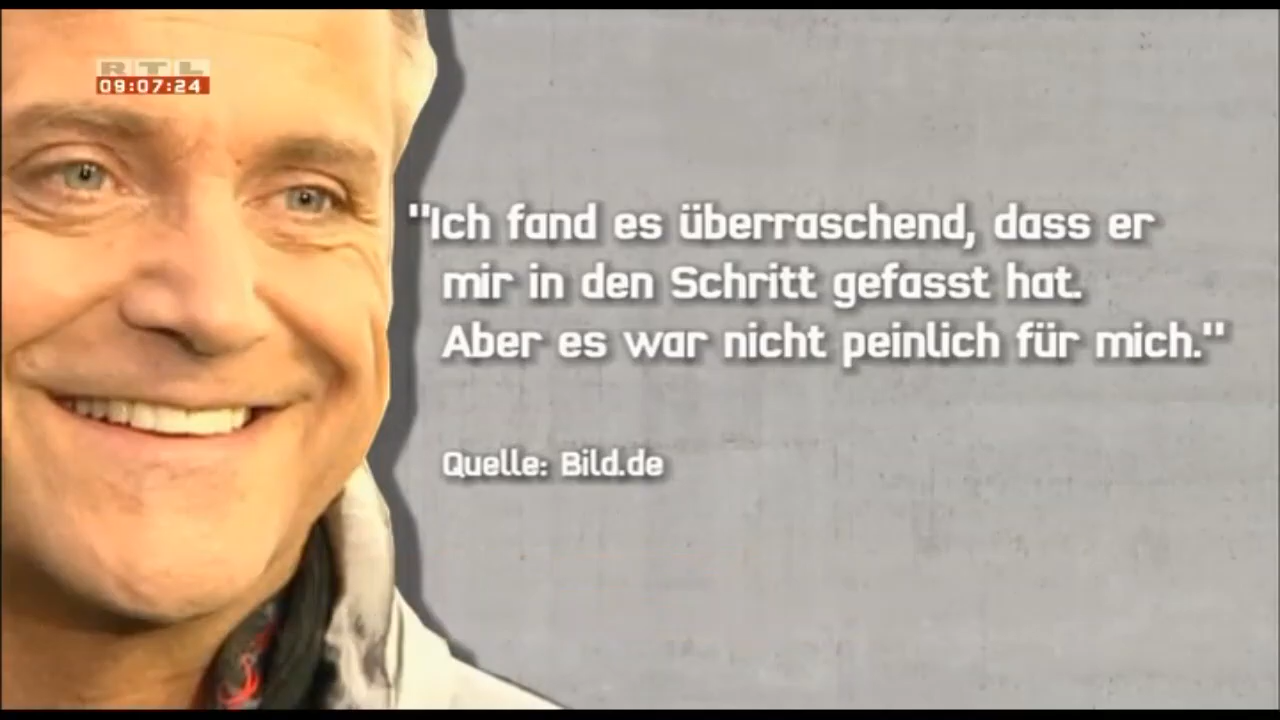 RTL
09:07:24
"Ich fand es überraschend, dass er
mir in den Schritt gefasst hat.
Aber es war nicht peinlich für mich."
Quelle: Bild.de